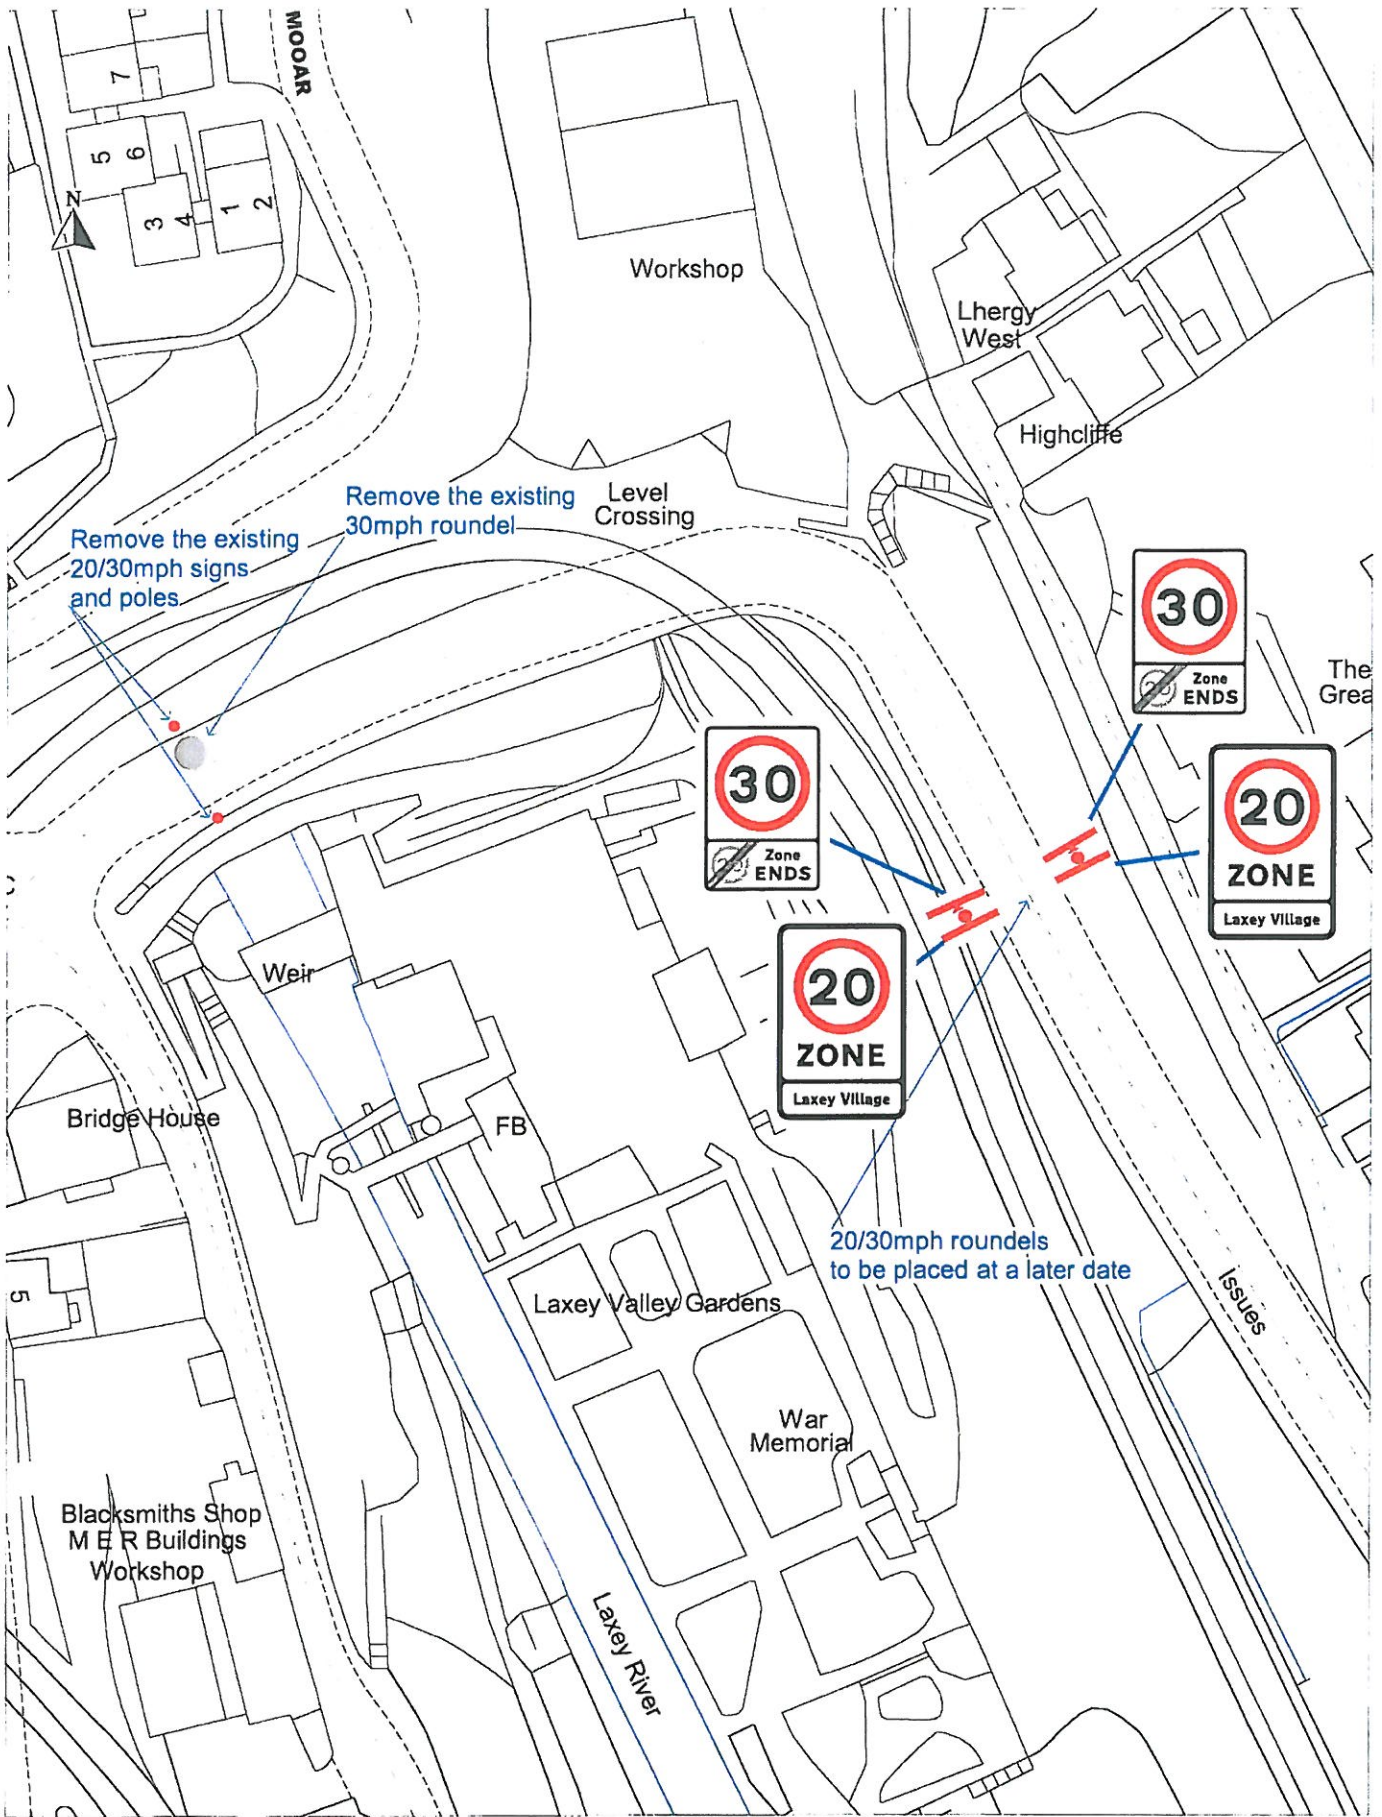 MOOAR
7
5
6
3
4
1
2
N
Workshop
Lhergy
West
Highcliffe
Remove the existing
30mph roundel
Level
Crossing
Remove the existing
20/30mph signs
and poles
30
Zone
ENDS
The
Grea
30
Zone
ENDS
20
ZONE
Laxey Village
20
ZONE
Laxey Village
Weir
Bridge House
FB
20/30mph roundels
to be placed at a later date
Issues
5
Laxey Valley Gardens
War
Memorial
Blacksmiths Shop
M E R Buildings
Workshop
Laxey River